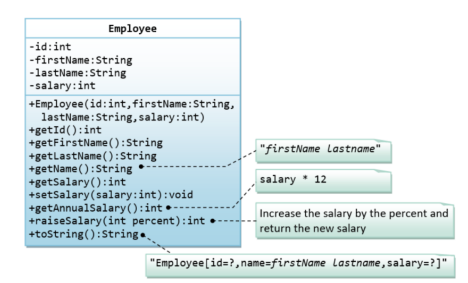 Employee
-id:int
-firstName:String
-lastName:String
-salary:int
+Employee(id:int,firstName:String,
lastName:String,salary:int)
+getId():int
+getFirstName():String
+getLastName():String
+getName():String
+getSalary():int
+setSalary(salary:int):void
+getAnnualSalary():int
+raiseSalary(int percent):int
+toString():String
"firstName lastname"
salary * 12
Increase the salary by the percent and
return the new salary
"Employee[id=?,name=firstName lastname,salary=?]"